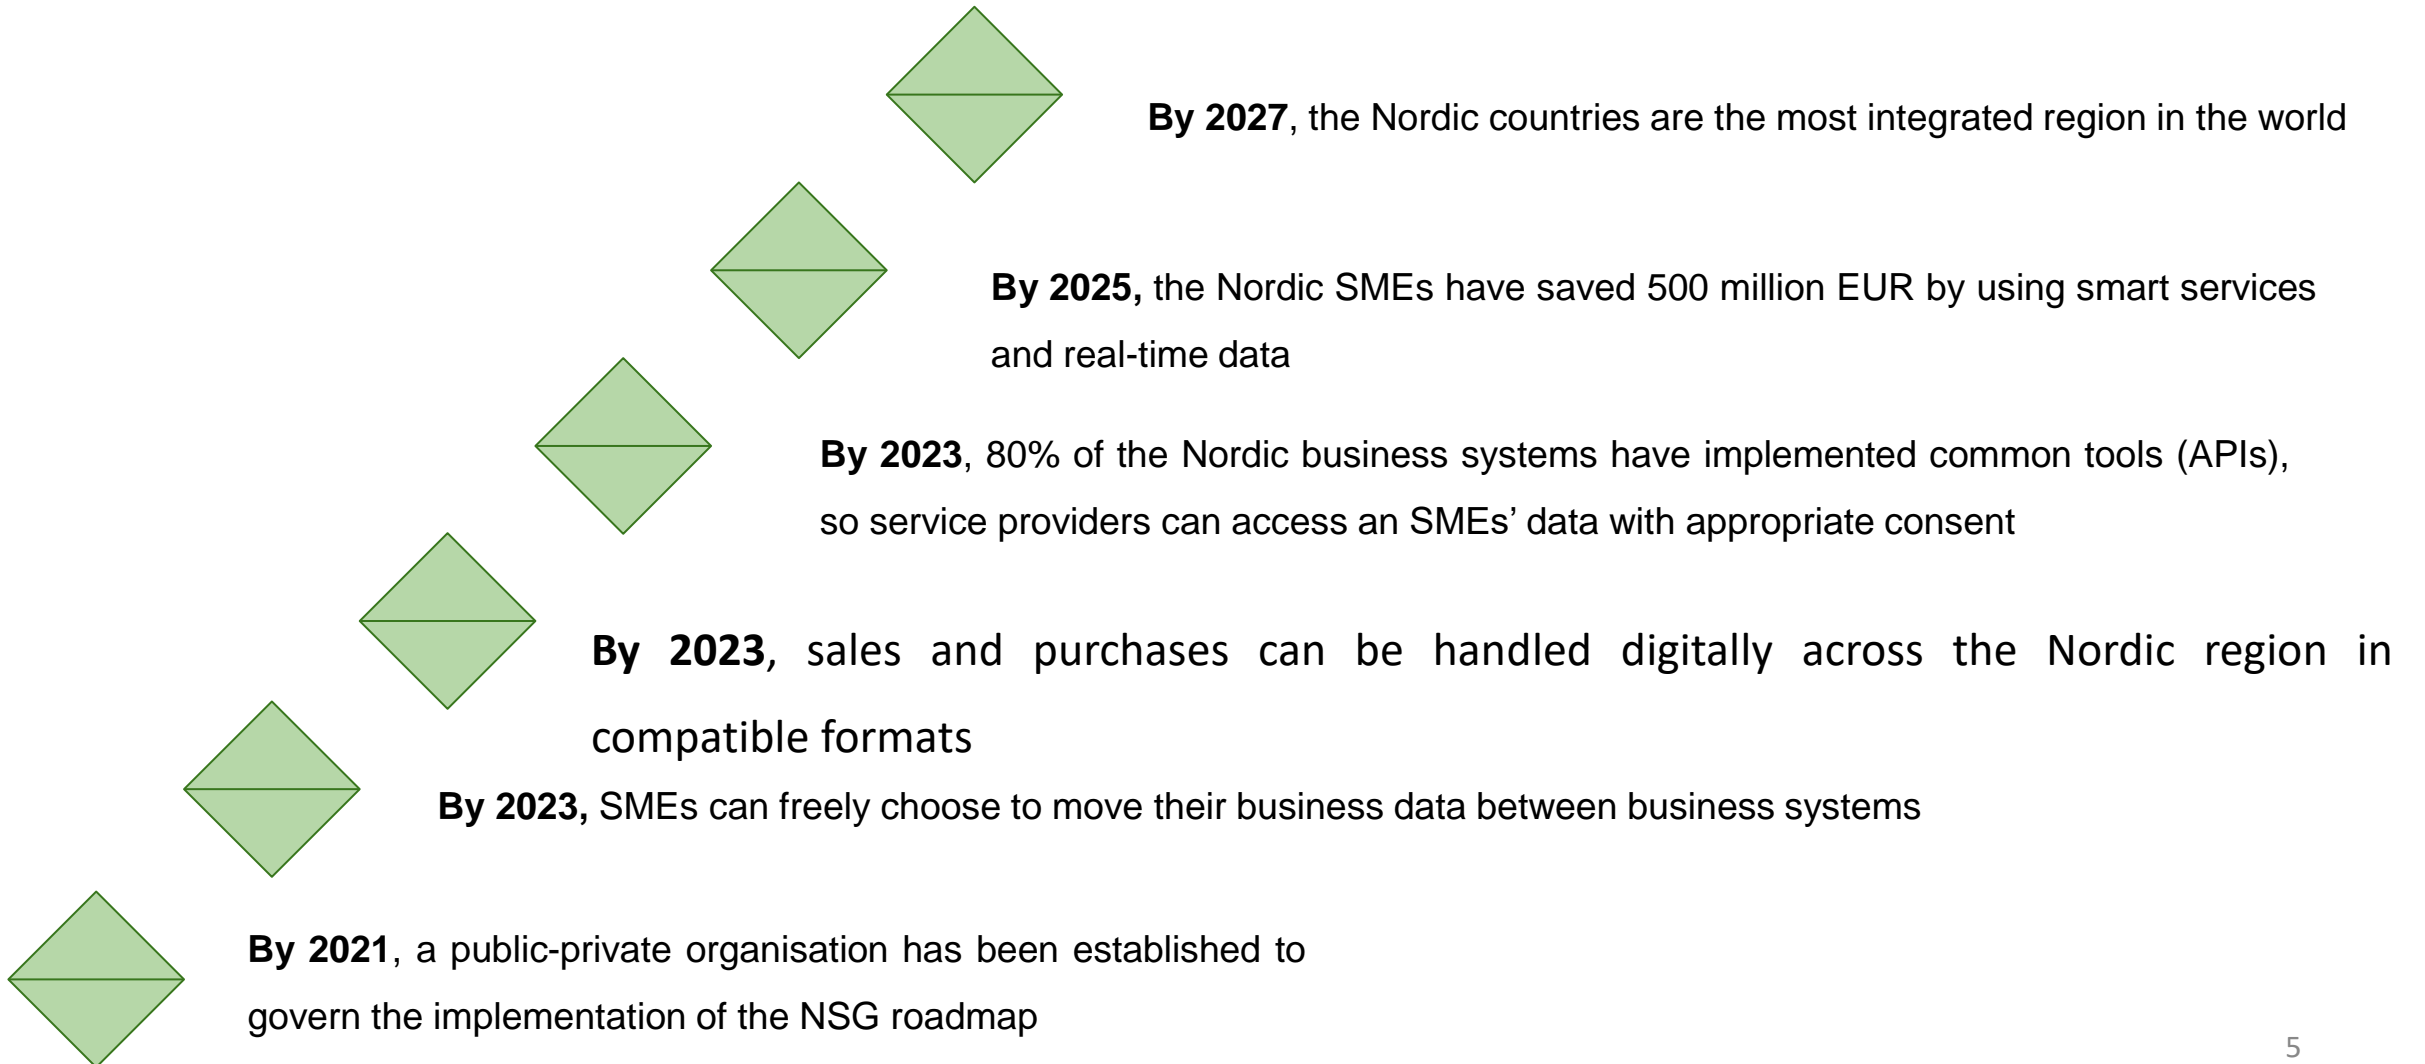 By 2027, the Nordic countries are the most integrated region in the world
By 2025, the Nordic SMEs have saved 500 million EUR by using smart services
and real-time data
By 2023, 80% of the Nordic business systems have implemented common tools (APIs),
so service providers can access an SMEs’ data with appropriate consent
By 2023, sales and purchases can be handled digitally across the Nordic region in
compatible formats
By 2023, SMEs can freely choose to move their business data between business systems
By 2021, a public-private organisation has been established to
govern the implementation of the NSG roadmap
5